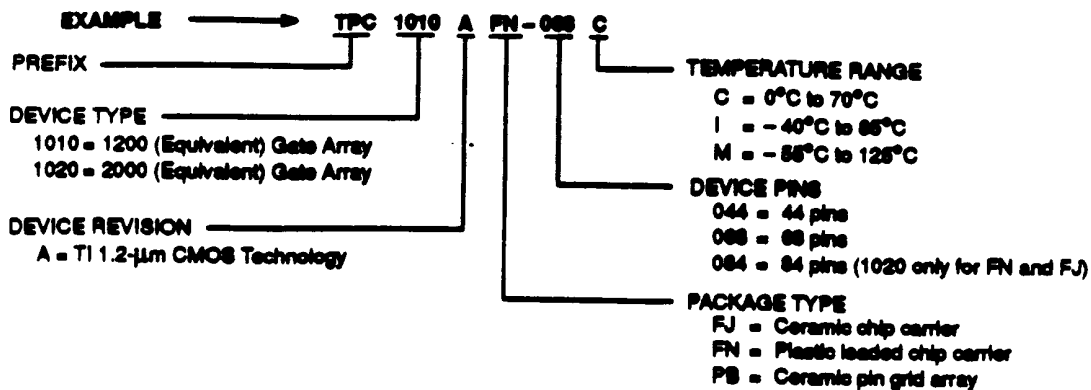 EXAMPLE TPC 1010 A FN - 068 C
PREFIX
DEVICE TYPE
1010 = 1200 (Equivalent) Gate Array
1020 = 2000 (Equivalent) Gate Array
DEVICE REVISION
A = TI 1.2-μm CMOS Technology
TEMPERATURE RANGE
C = 0°C to 70°C
I = –40°C to 85°C
M = –55°C to 125°C
DEVICE PINS
044 = 44 pins
068 = 68 pins
084 = 84 pins (1020 only for FN and FJ)
PACKAGE TYPE
FJ = Ceramic chip carrier
FN = Plastic leaded chip carrier
PB = Ceramic pin grid array